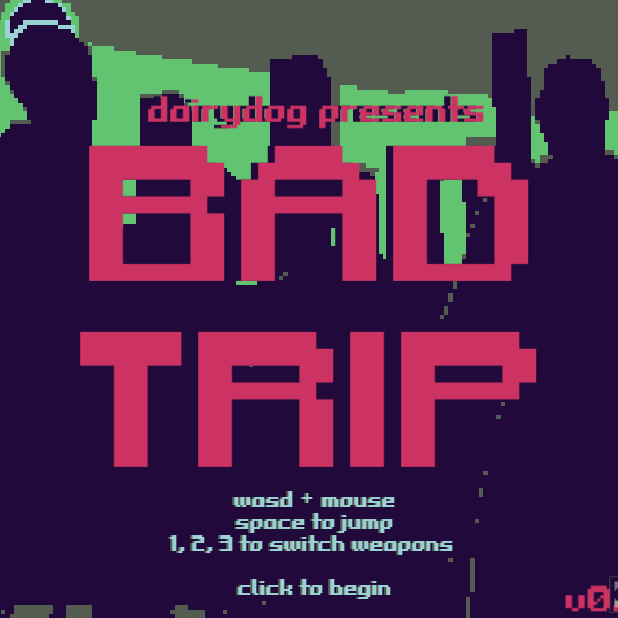 dairydog presents
BAD
TRIP
wasd + mouse
space to jump
1, 2, 3 to switch weapons
click to begin